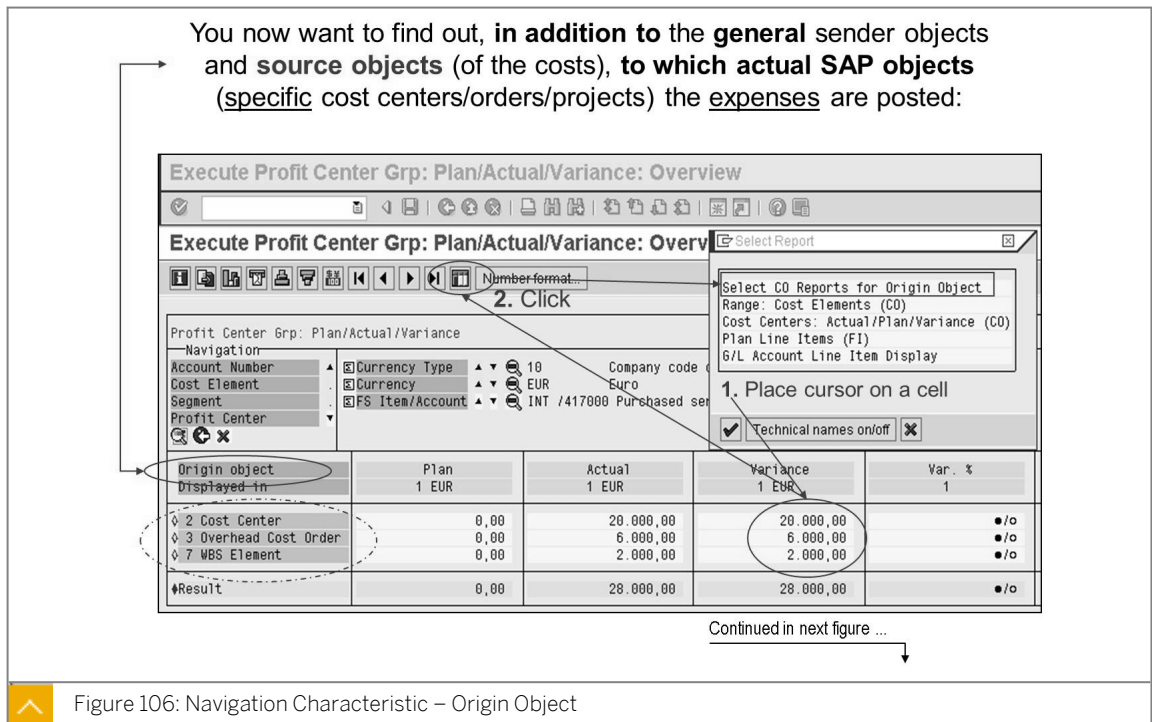 You now want to find out, in addition to the general sender objects
and source objects (of the costs), to which actual SAP objects
(specific cost centers/orders/projects) the expenses are posted:
Execute Profit Center Grp: Plan/Actual/Variance: Overview
Execute Profit Center Grp: Plan/Actual/Variance: Overv
Select Report
Number format...
2. Click
Select CO Reports for Origin Object
Range: Cost Elements (CO)
Cost Centers: Actual/Plan/Variance (CO)
Plan Line Items (FI)
G/L Account Line Item Display
1. Place cursor on a cell
Technical names on/off
Profit Center Grp: Plan/Actual/Variance
Navigation
Account Number
Cost Element
Segment
Profit Center
Currency Type 10 Company code
Currency EUR Euro
FS Item/Account INT /417000 Purchased ser
Origin object Plan Actual Variance Var. %
Displayed in 1 EUR 1 EUR 1 EUR 1
2 Cost Center 0,00 20.000,00 20.000,00 ●/○
3 Overhead Cost Order 0,00 6.000,00 6.000,00 ●/○
7 WBS Element 0,00 2.000,00 2.000,00 ●/○
Result 0,00 28.000,00 28.000,00 ●/○
Continued in next figure ...
Figure 106: Navigation Characteristic – Origin Object